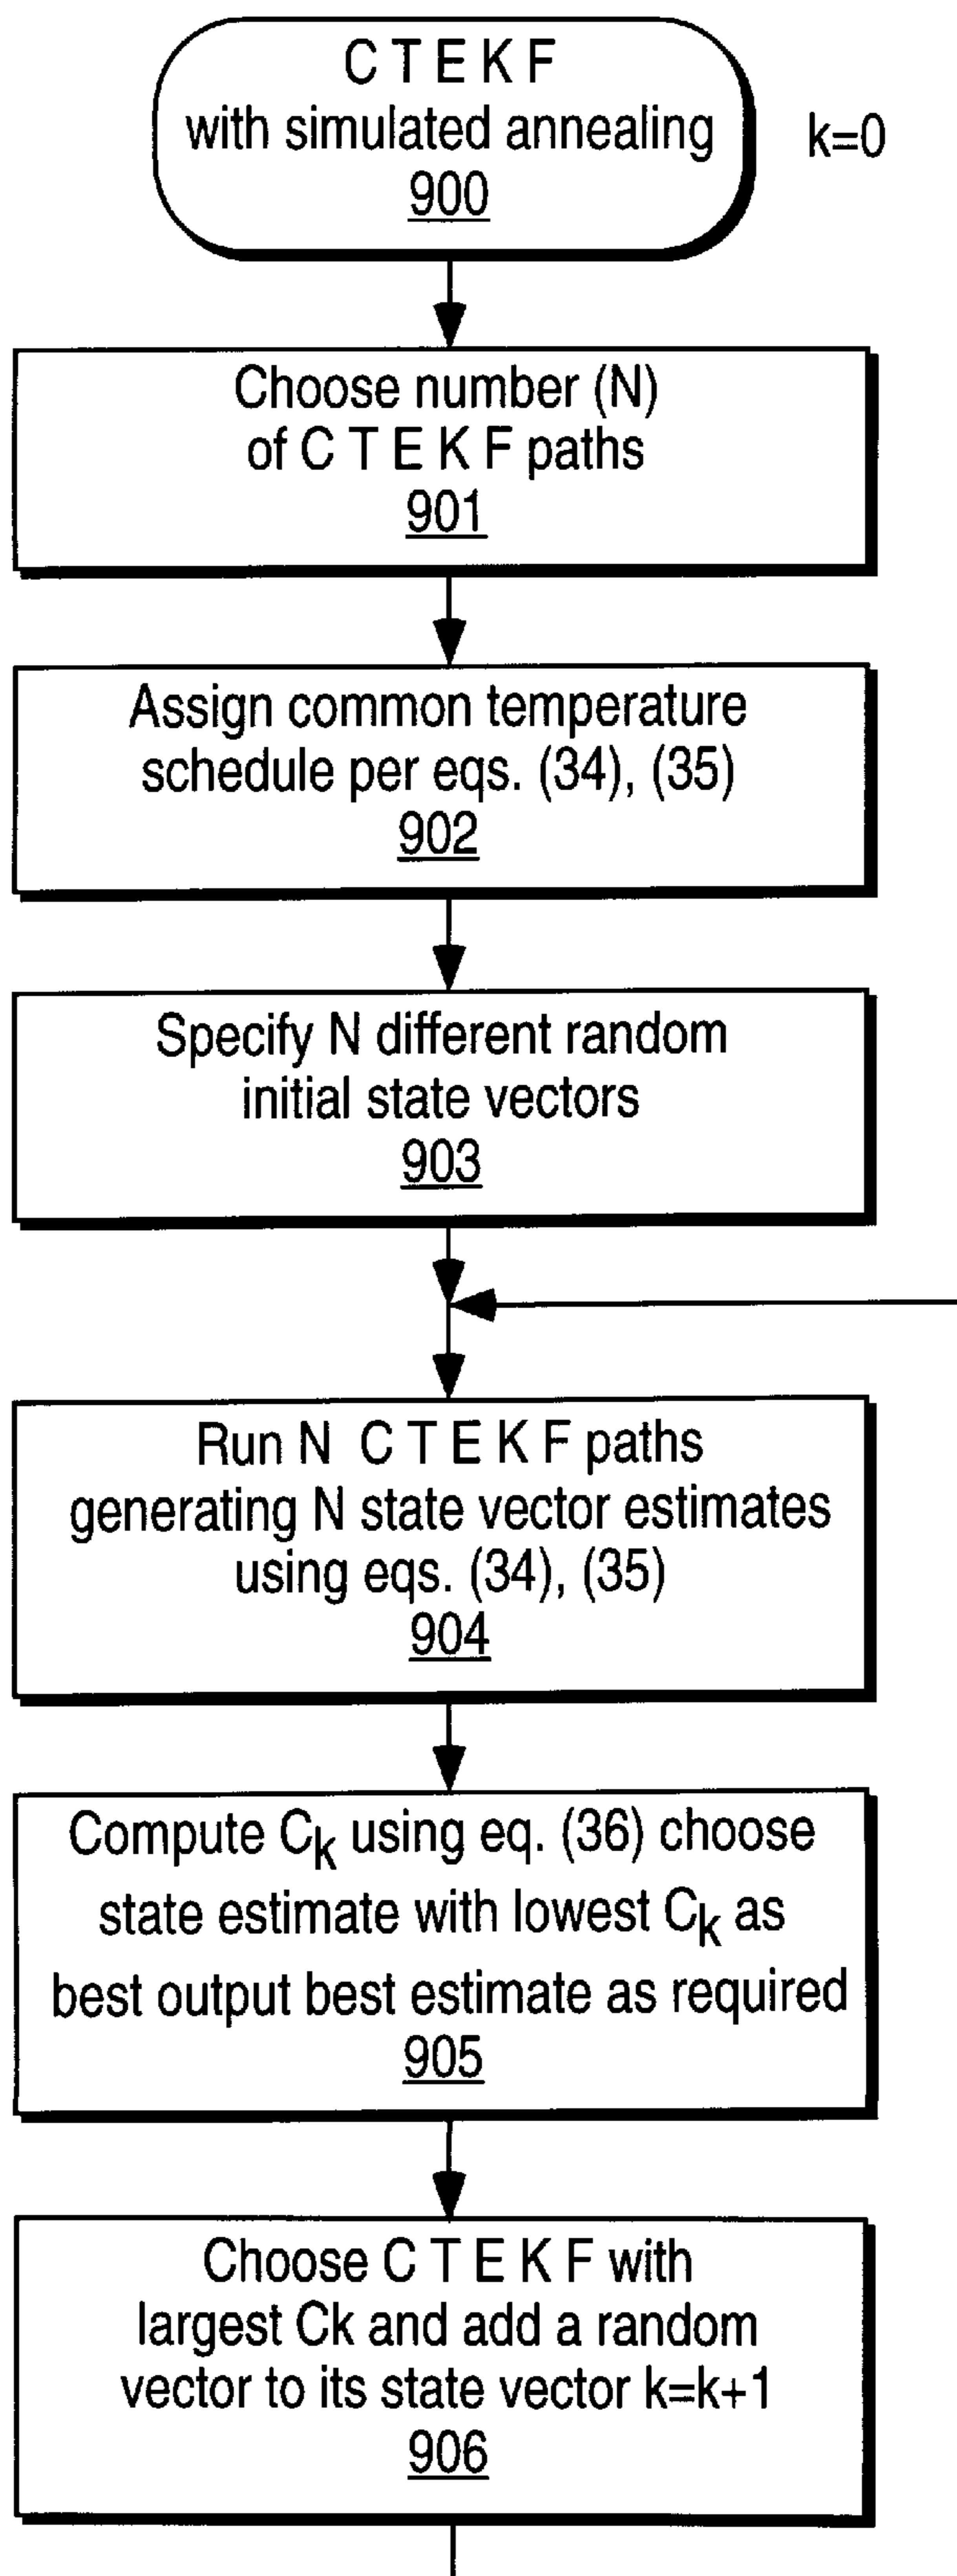 C T E K F
with simulated annealing
900
k=0
Choose number (N)
of C T E K F paths
901
Assign common temperature
schedule per eqs. (34), (35)
902
Specify N different random
initial state vectors
903
Run N C T E K F paths
generating N state vector estimates
using eqs. (34), (35)
904
Compute Ck using eq. (36) choose
state estimate with lowest Ck as
best output best estimate as required
905
Choose C T E K F with
largest Ck and add a random
vector to its state vector k=k+1
906